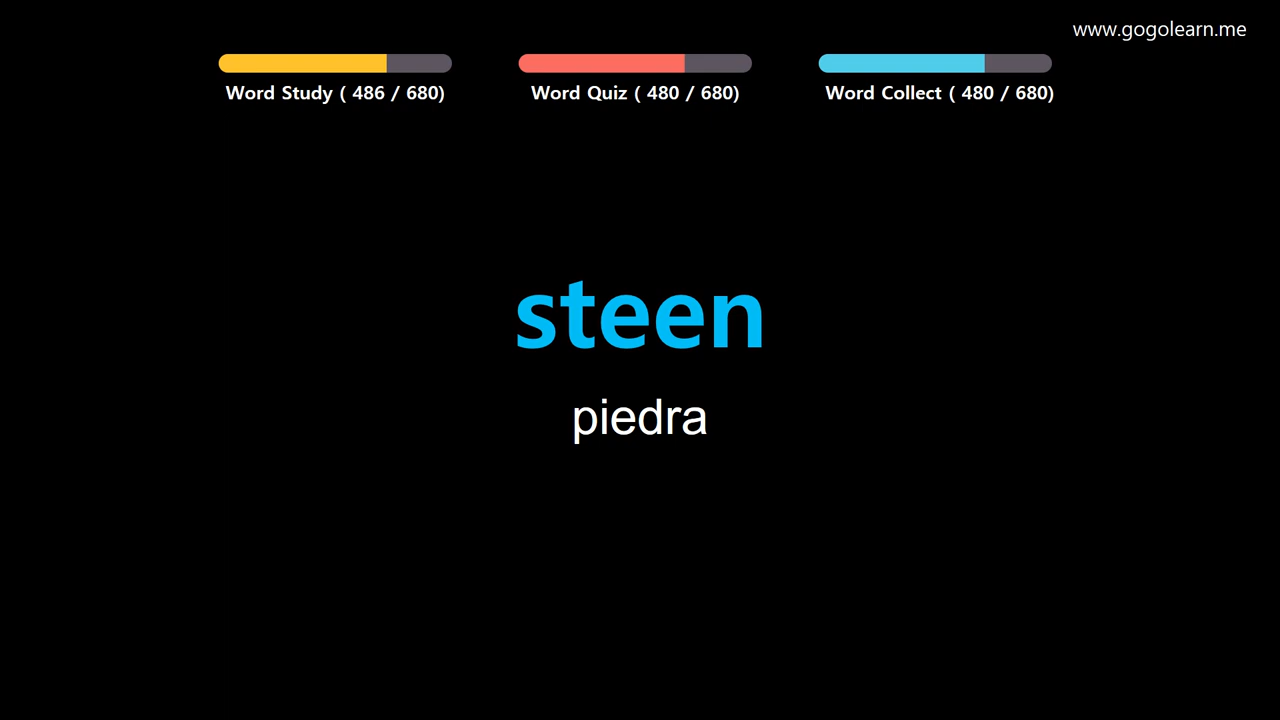 www.gogolearn.me
Word Study ( 486 / 680)
Word Quiz ( 480 / 680)
Word Collect ( 480 / 680)
steen
piedra